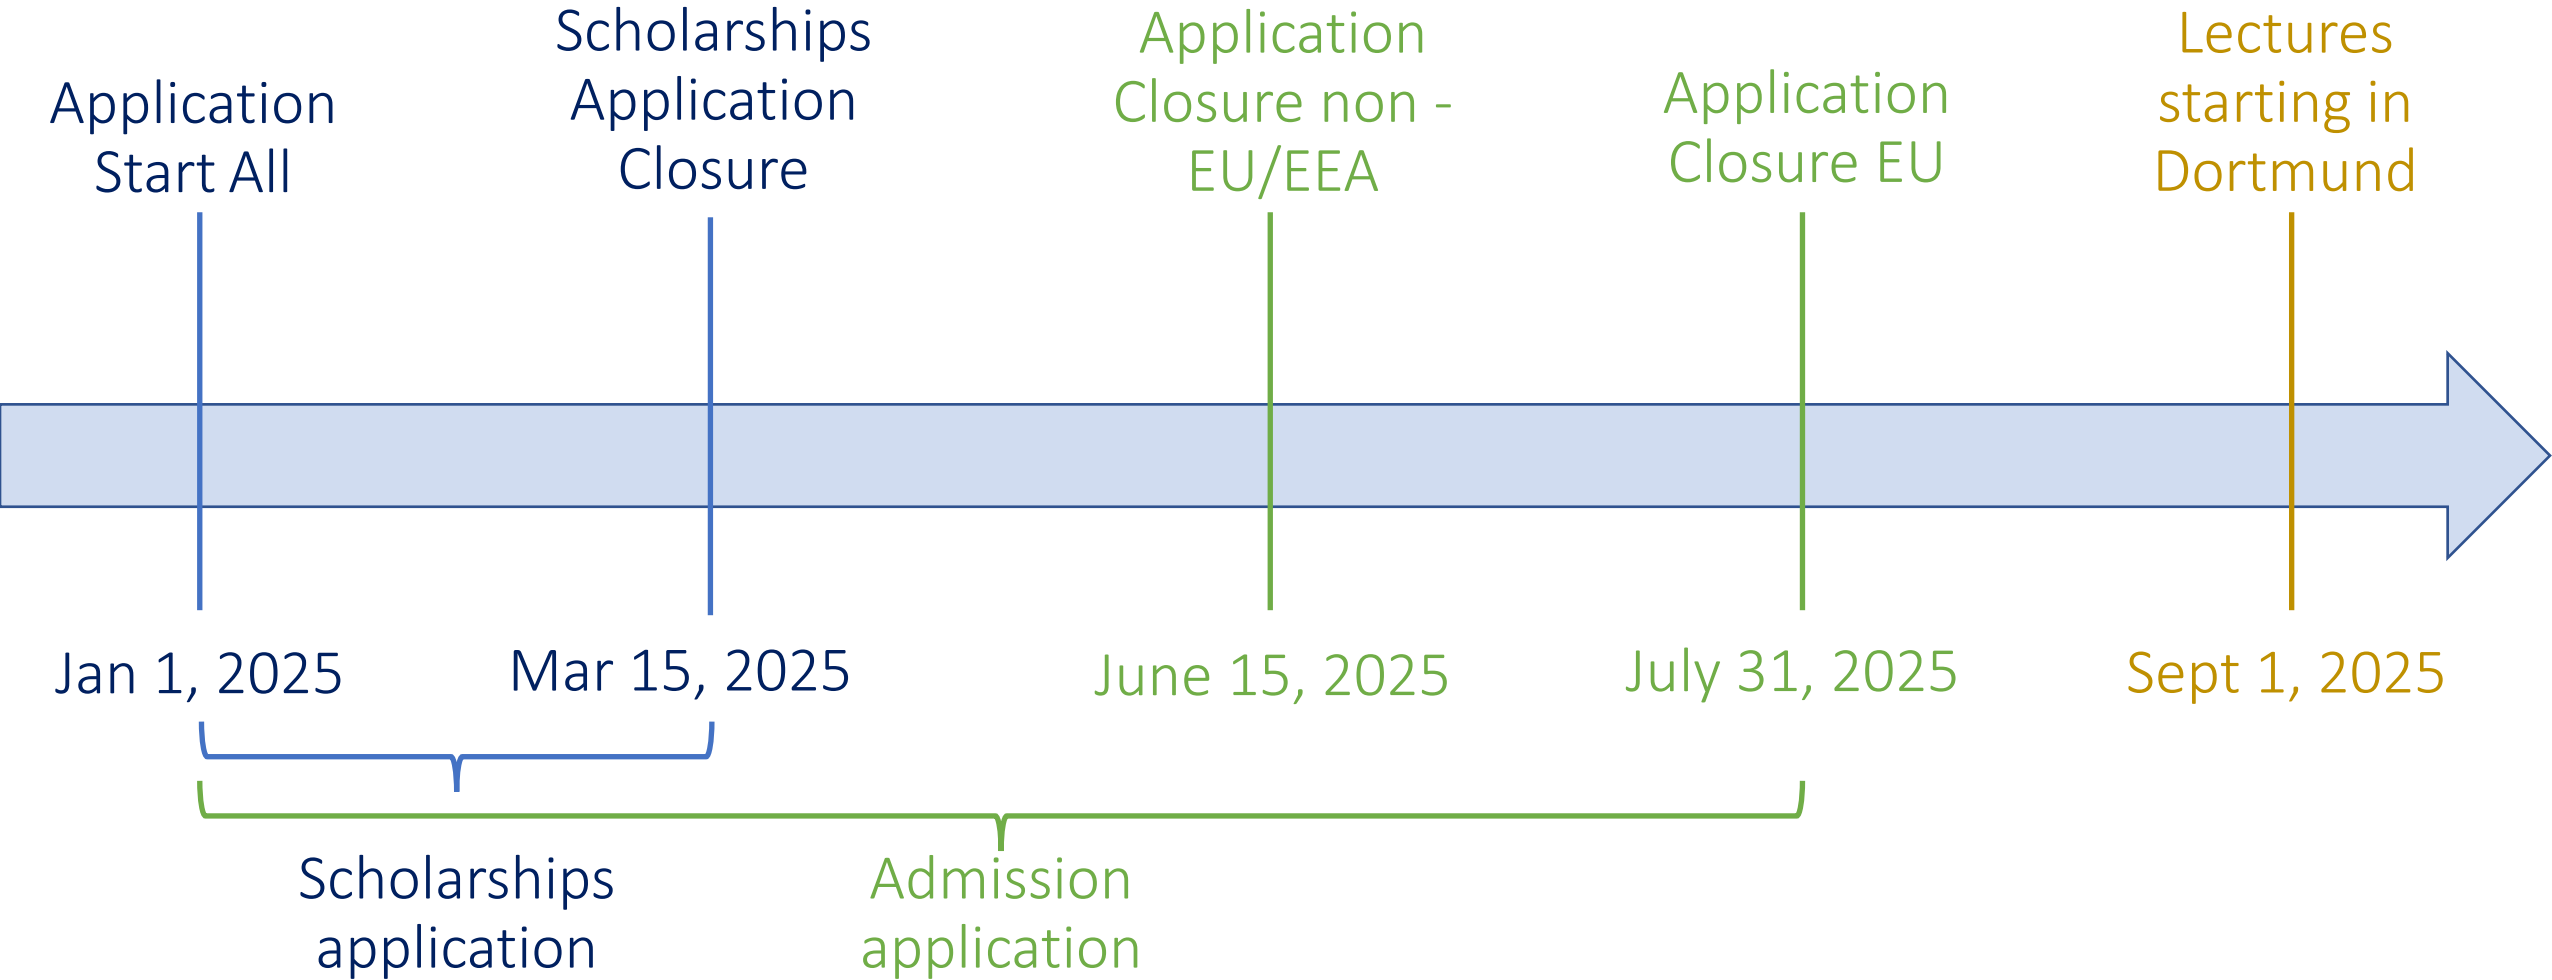 Application
Start All
Scholarships
Application
Closure
Application
Closure non -
EU/EEA
Application
Closure EU
Lectures
starting in
Dortmund
Jan 1, 2025
Mar 15, 2025
June 15, 2025
July 31, 2025
Sept 1, 2025
Scholarships
application
Admission
application